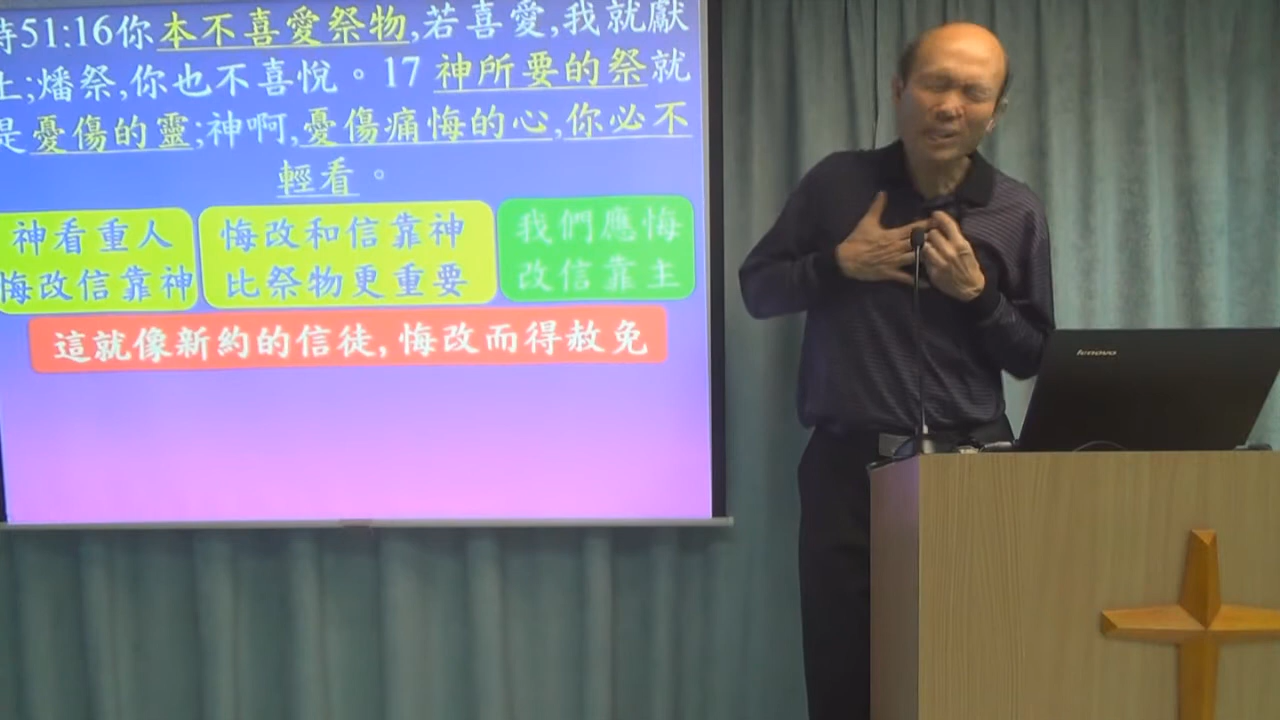 詩51:16你本不喜愛祭物,若喜愛,我就獻
上;燔祭,你也不喜悅。17 神所要的祭就
是憂傷的靈;神啊,憂傷痛悔的心,你必不
輕看。
神看重人
悔改信靠神
悔改和信靠神
比祭物更重要
我們應悔
改信靠主
這就像新約的信徒,悔改而得赦免
lenovo